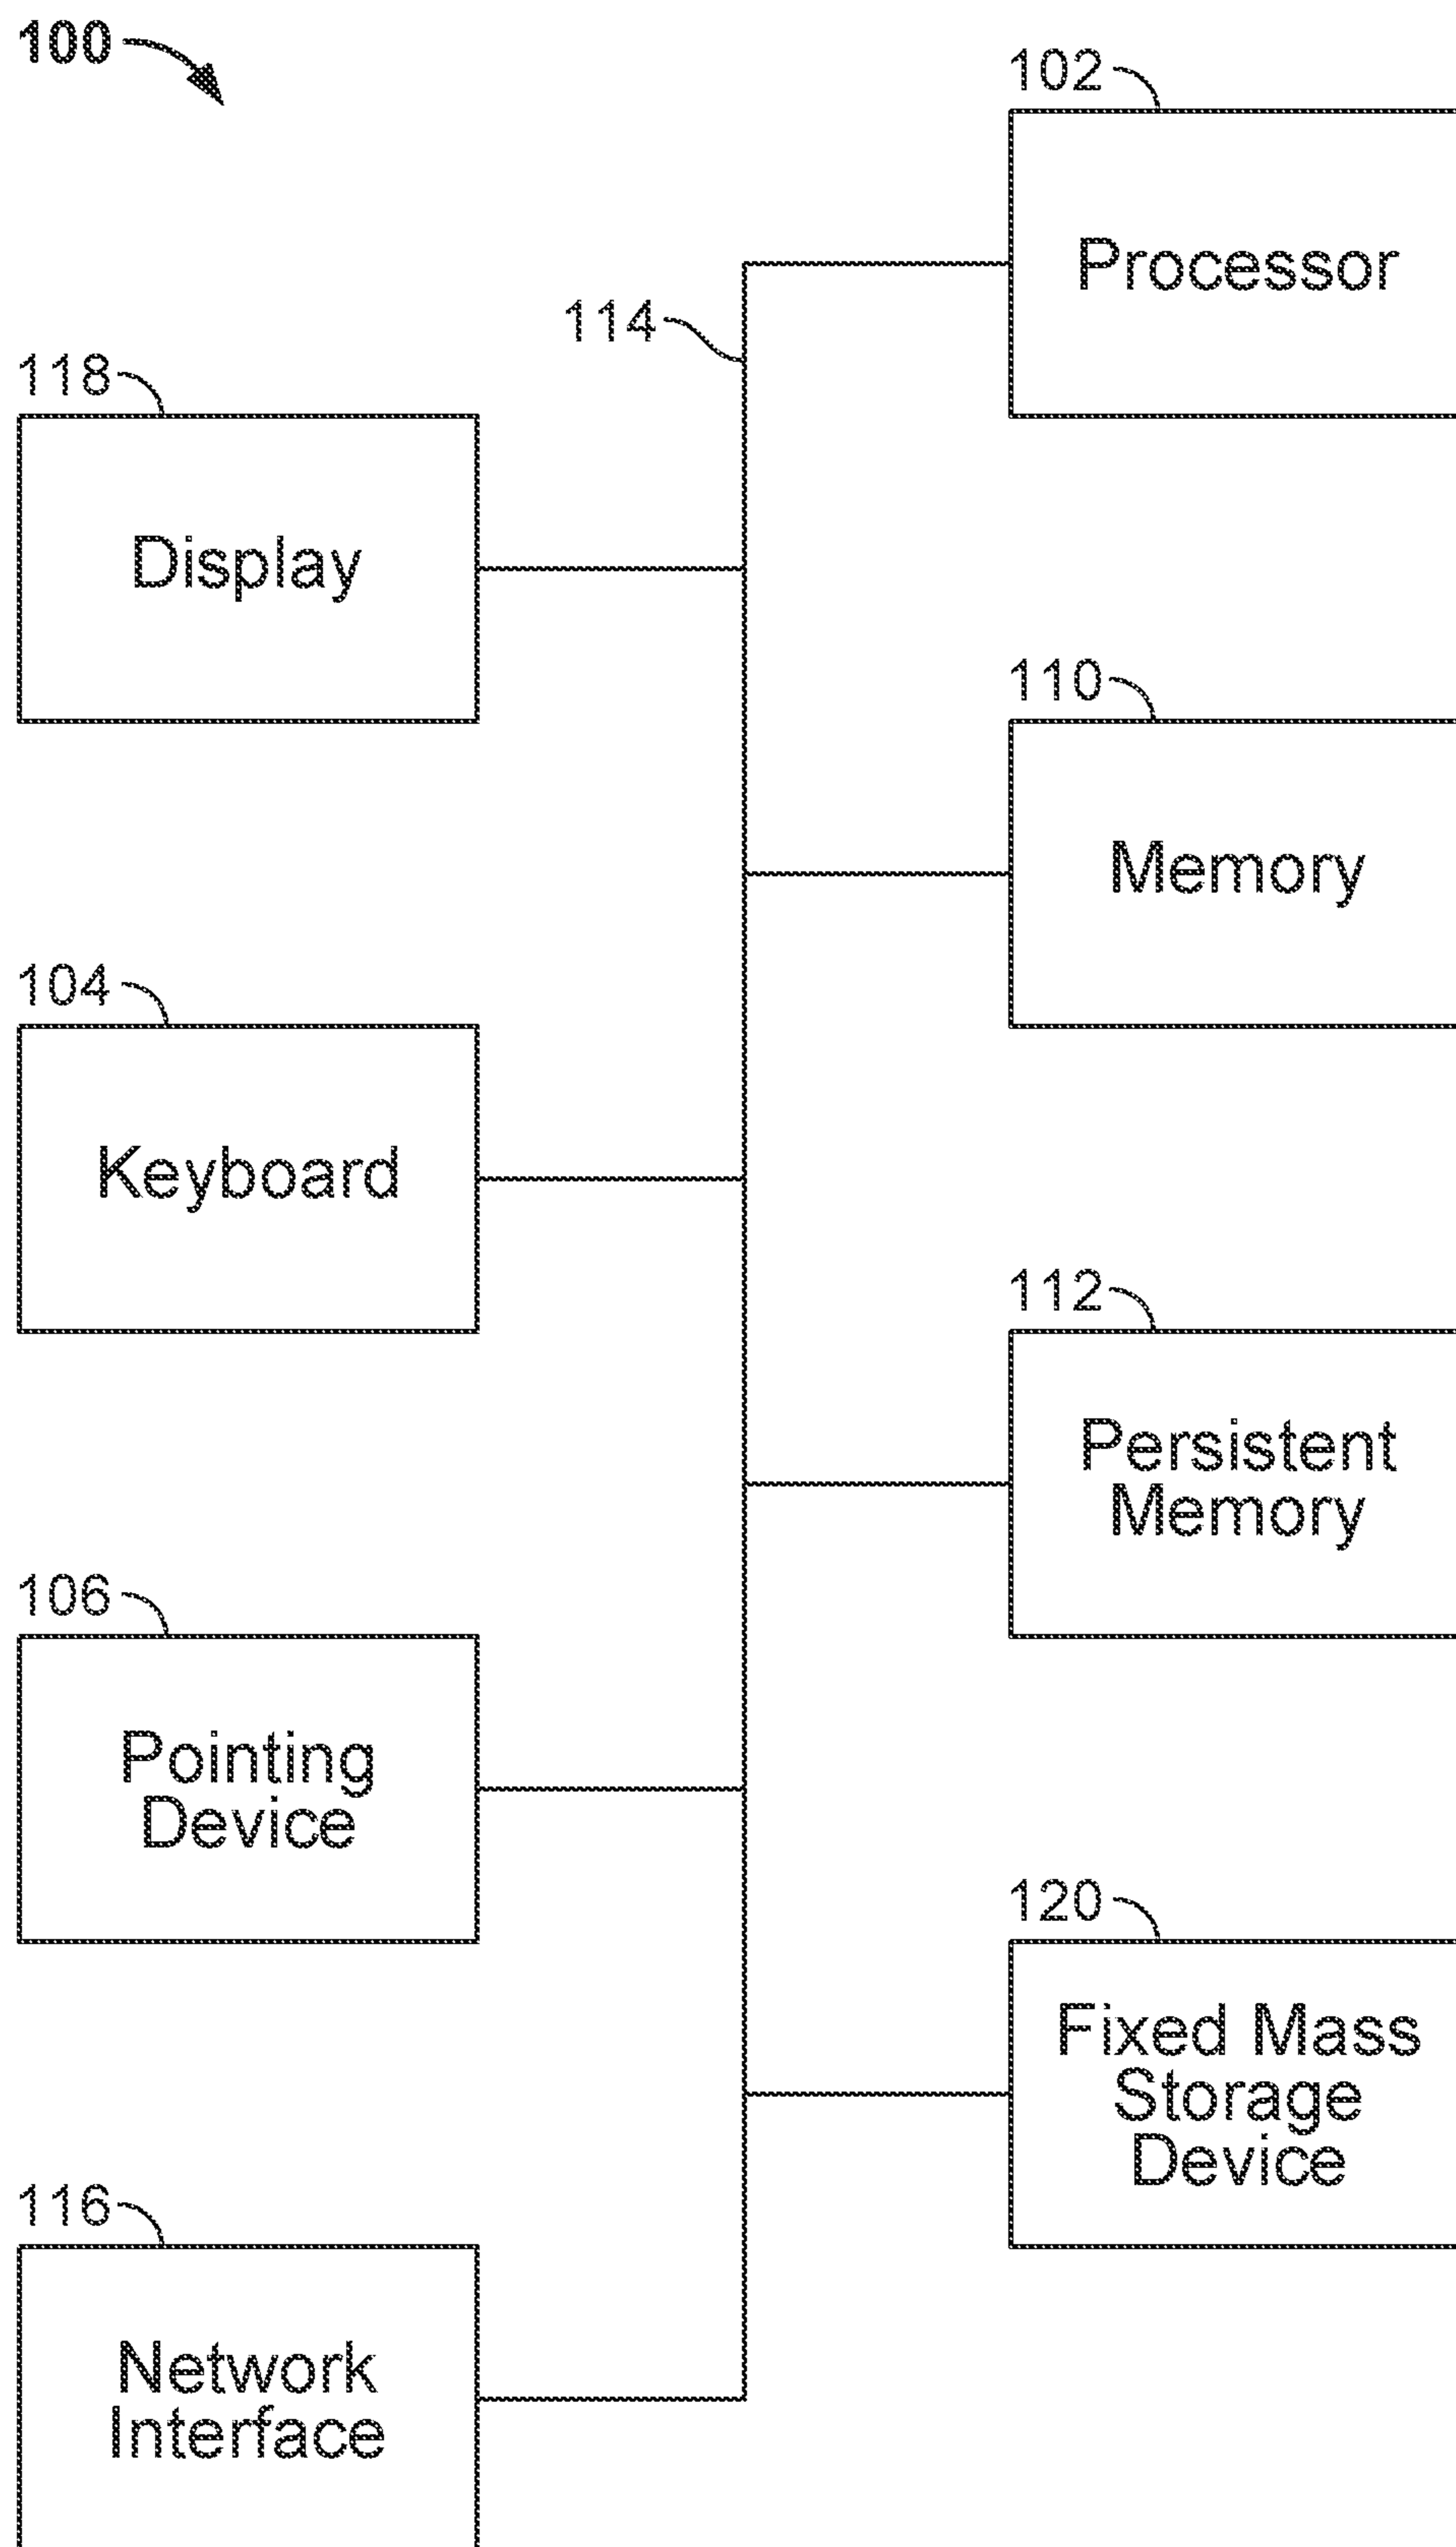 100
102
Processor
114
118
Display
110
Memory
104
Keyboard
112
Persistent
Memory
106
Pointing
Device
120
Fixed Mass
Storage
Device
116
Network
Interface